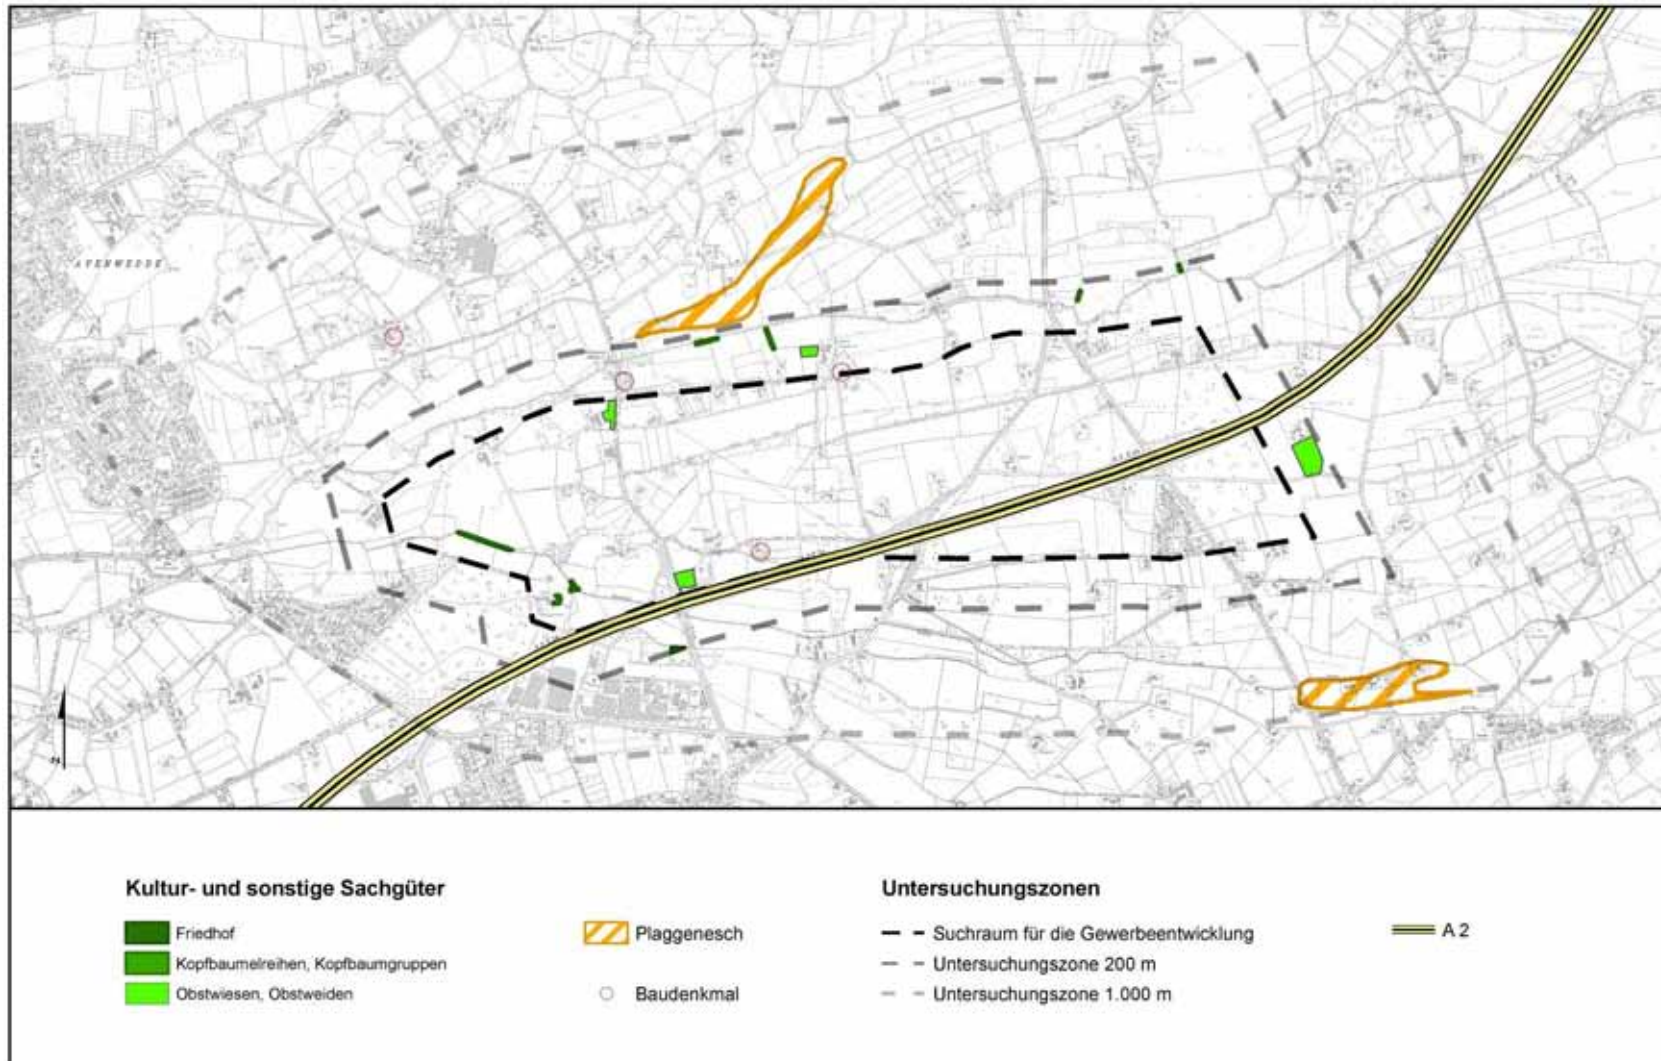 AVENWEDDE
N
Kultur- und sonstige Sachgüter
Friedhof
Kopfbaumelreihen, Kopfbaumgruppen
Obstwiesen, Obstweiden
Plaggenesch
Baudenkmal
Untersuchungszonen
Suchraum für die Gewerbeentwicklung
Untersuchungszone 200 m
Untersuchungszone 1.000 m
A 2